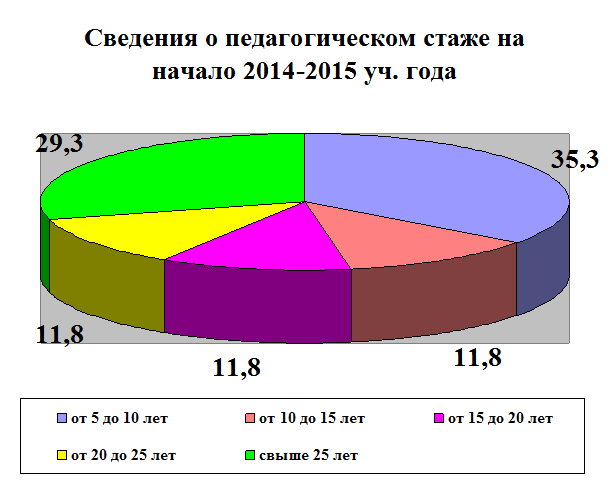 Сведения о педагогическом стаже на
начало 2014-2015 уч. года
29,3
35,3
11,8
11,8
11,8
от 5 до 10 лет
от 10 до 15 лет
от 15 до 20 лет
от 20 до 25 лет
свыше 25 лет